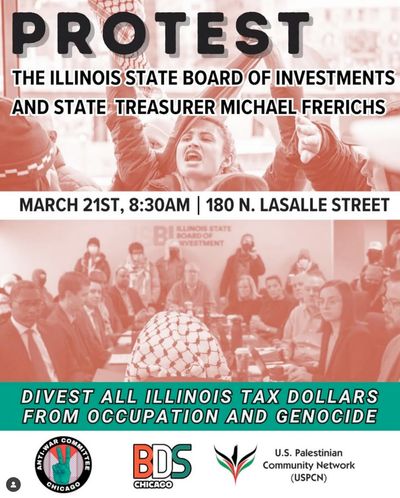 PROTEST
THE ILLINOIS STATE BOARD OF INVESTMENTS
AND STATE TREASURER MICHAEL FRERICHS
MARCH 21ST, 8:30AM | 180 N. LASALLE STREET
ILLINOIS STATE
BOARD OF
INVESTMENT
DIVEST ALL ILLINOIS TAX DOLLARS
FROM OCCUPATION AND GENOCIDE
ANTI-WAR COMMITTEE
CHICAGO
BDS
CHICAGO
U.S. Palestinian
Community Network
(USPCN)